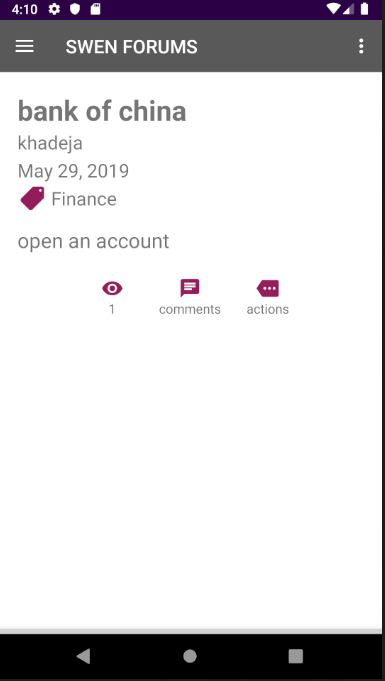 4:10
SWEN FORUMS
bank of china
khadeja
May 29, 2019
Finance
open an account
1 comments actions